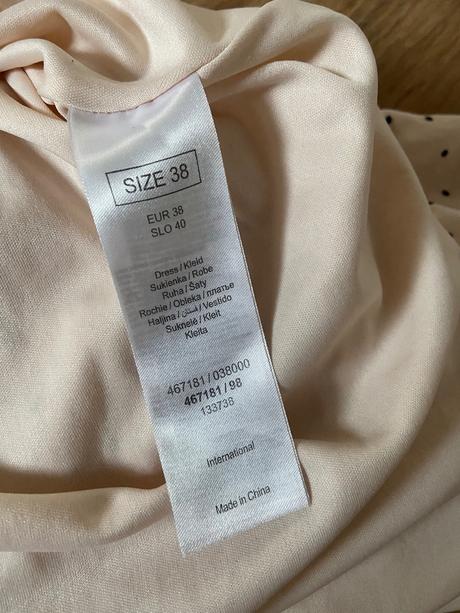 SIZE 38
EUR 38
SLO 40
Dress / Kleid
Sukienka / Robe
Ruha / Šaty
Rochie / Obleka / платье
Haljina / فستان / Vestido
Suknelė / Kleit
Kleita
467181 / 038000
467181 / 98
133738
International
Made in China